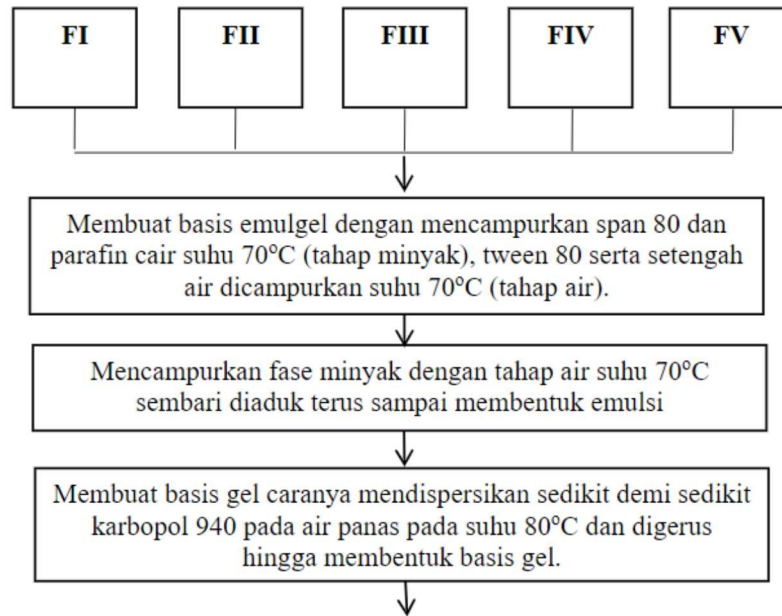 FI FII FIII FIV FV
Membuat basis emulgel dengan mencampurkan span 80 dan
parafin cair suhu 70°C (tahap minyak), tween 80 serta setengah
air dicampurkan suhu 70°C (tahap air).
Mencampurkan fase minyak dengan tahap air suhu 70°C
sembari diaduk terus sampai membentuk emulsi
Membuat basis gel caranya mendispersikan sedikit demi sedikit
karbopol 940 pada air panas pada suhu 80°C dan digerus
hingga membentuk basis gel.